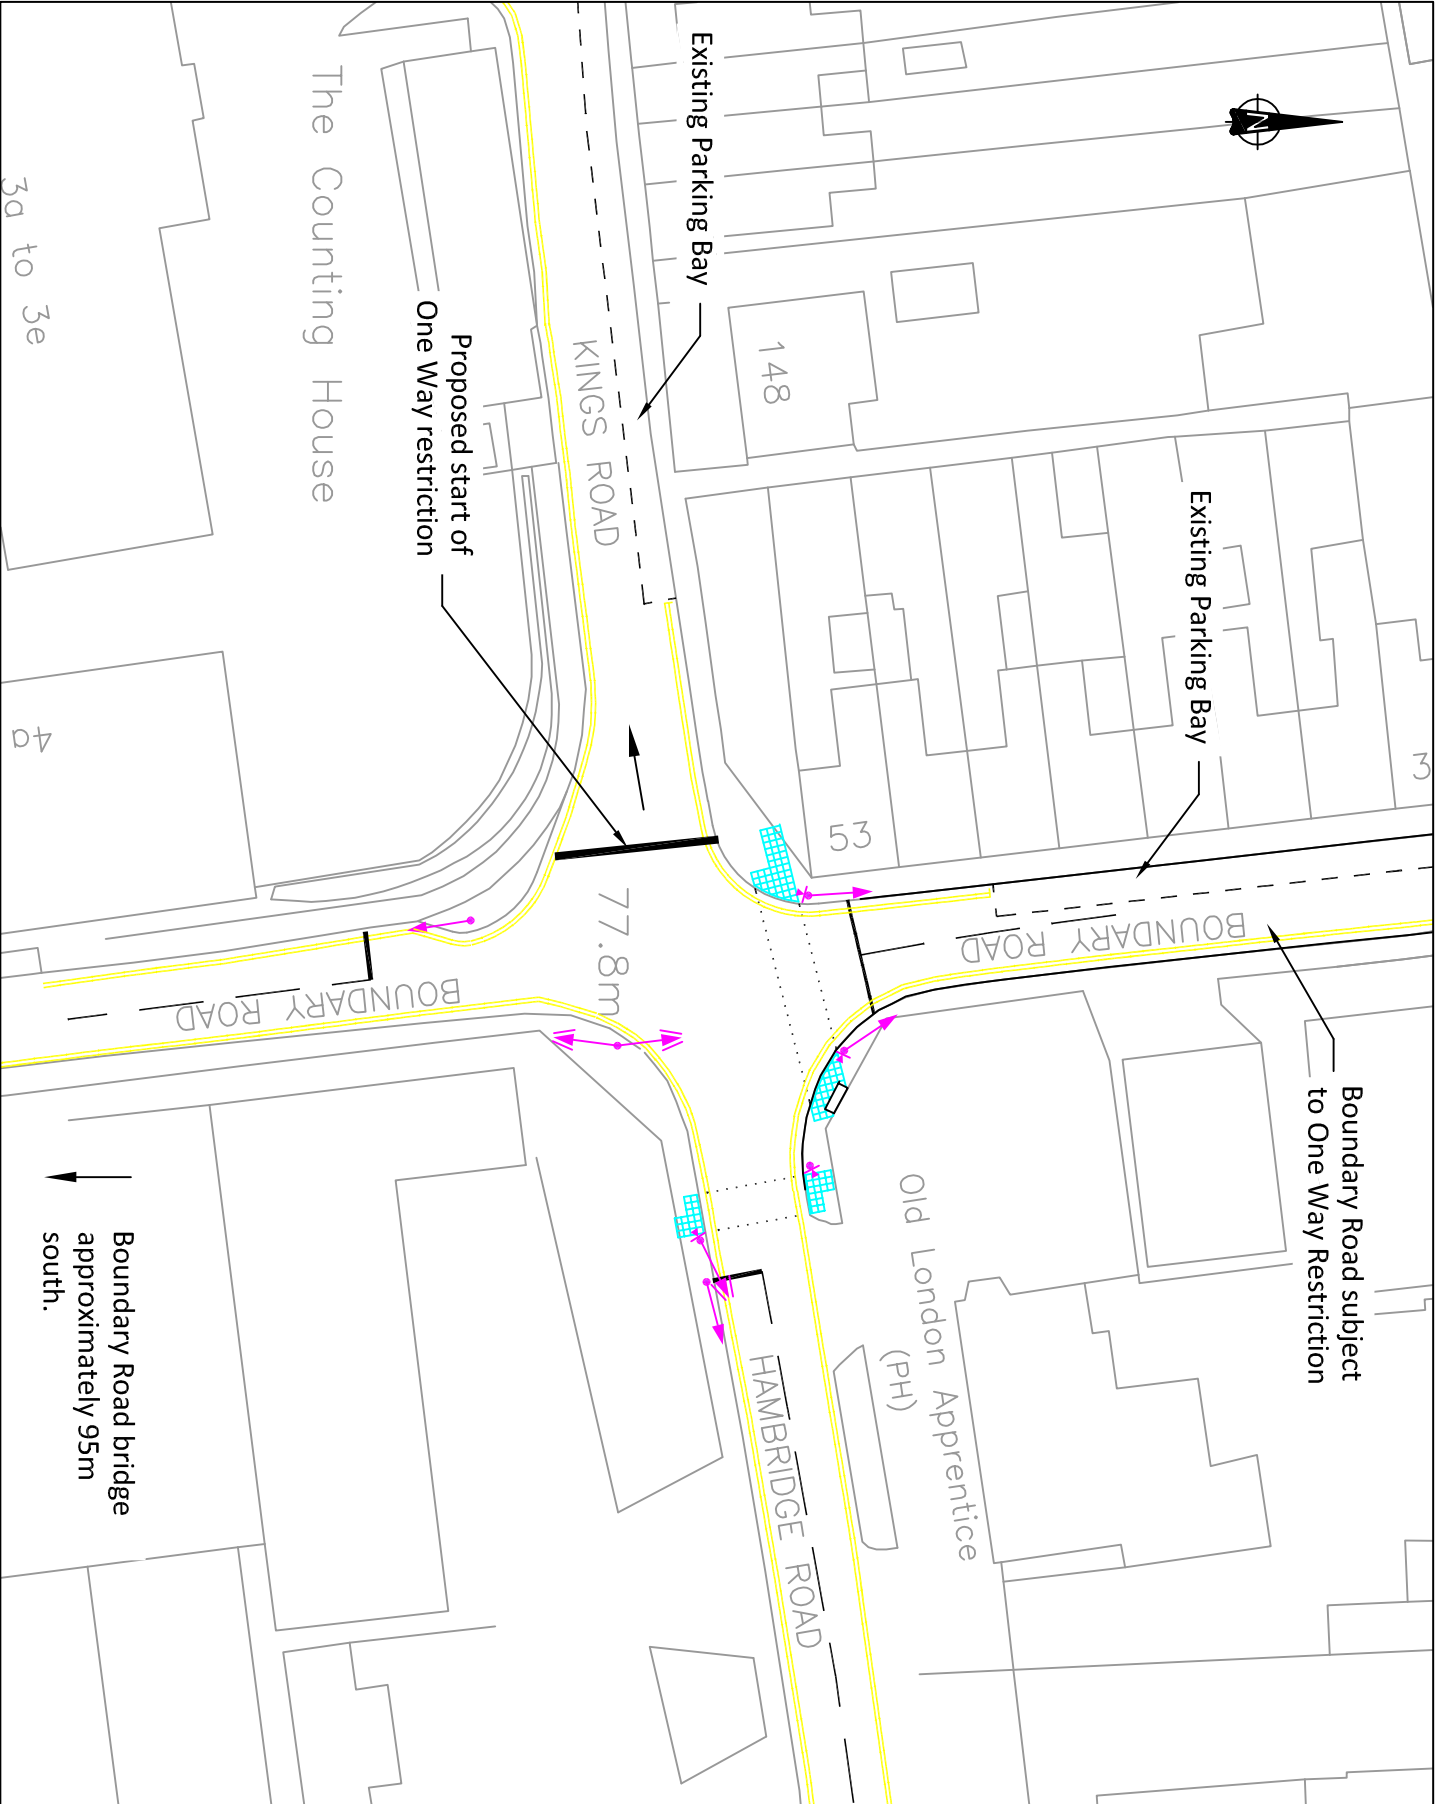 N
Existing Parking Bay
148
KINGS ROAD
The Counting House
3a to 3e
Proposed start of
One Way restriction
Existing Parking Bay
3
53
4a
77.8m
BOUNDARY ROAD
BOUNDARY ROAD
Boundary Road subject
to One Way Restriction
Old London Apprentice
(PH)
HAMBRIDGE ROAD
Boundary Road bridge
approximately 95m
south.